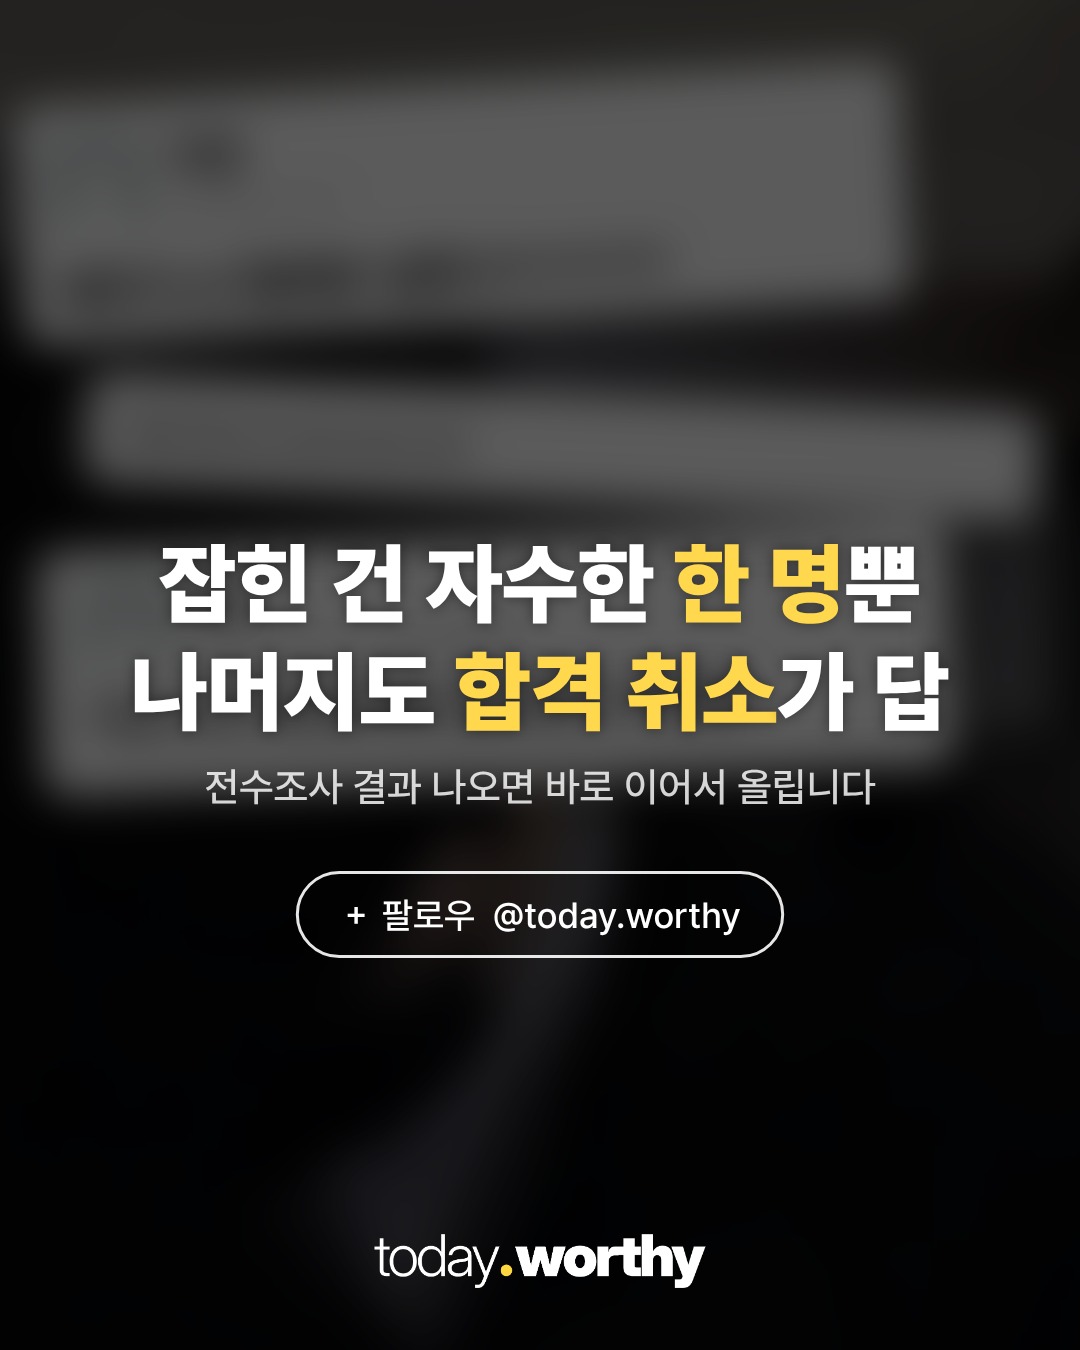 잡힌 건 자수한 한 명뿐
나머지도 합격 취소가 답
전수조사 결과 나오면 바로 이어서 올립니다
+ 팔로우 @today.worthy
today.worthy